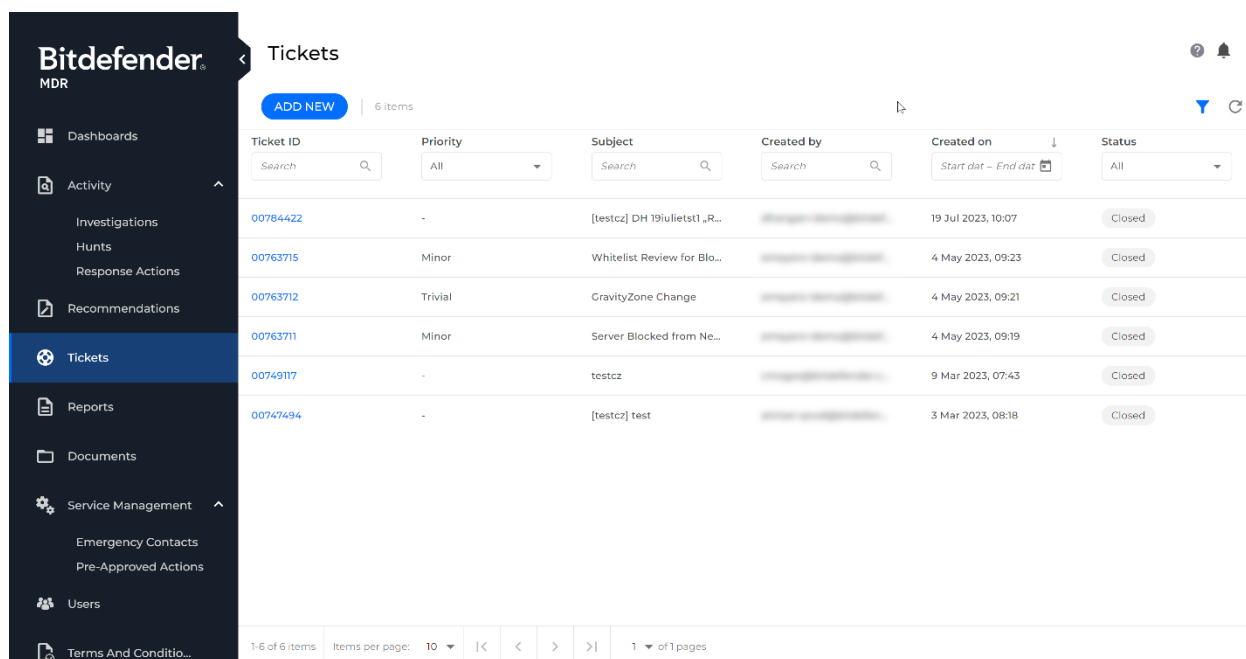 Bitdefender
MDR
Dashboards
Activity
Investigations
Hunts
Response Actions
Recommendations
Tickets
Reports
Documents
Service Management
Emergency Contacts
Pre-Approved Actions
Users
Terms And Conditio...
Tickets
ADD NEW
6 items
Ticket ID Priority Subject Created by Created on ↓ Status
Search All Search Search Start dat – End dat All
00784422 - [testcz] DH 19iulietst1 „R... 19 Jul 2023, 10:07 Closed
00763715 Minor Whitelist Review for Blo... 4 May 2023, 09:23 Closed
00763712 Trivial GravityZone Change 4 May 2023, 09:21 Closed
00763711 Minor Server Blocked from Ne... 4 May 2023, 09:19 Closed
00749117 - testcz 9 Mar 2023, 07:43 Closed
00747494 - [testcz] test 3 Mar 2023, 08:18 Closed
1-6 of 6 items Items per page: 10 |< < > >| 1 of 1 pages